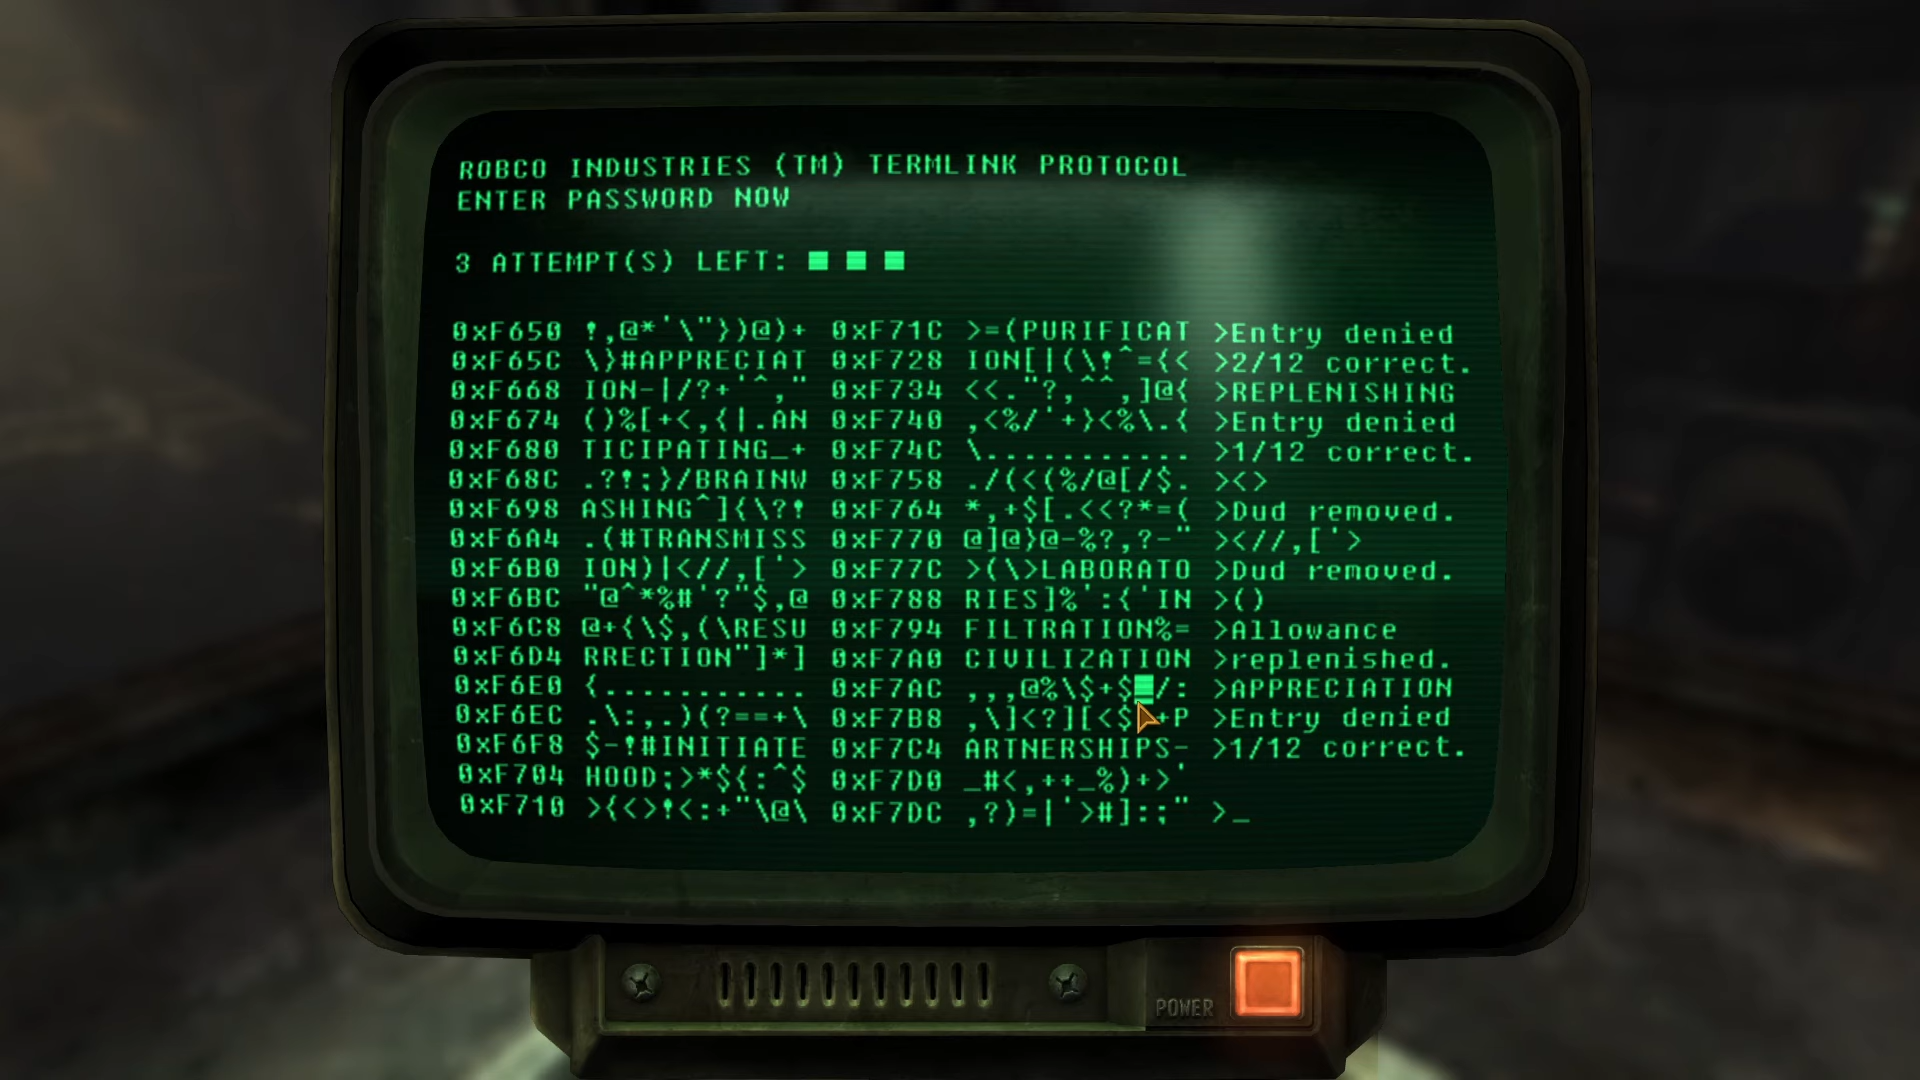 ROBCO INDUSTRIES (TM) TERMLINK PROTOCOL
ENTER PASSWORD NOW
3 ATTEMPT(S) LEFT: ■ ■ ■
0xF650 !,@*'\"})@)+ 0xF71C >=(PURIFICAT >Entry denied
0xF65C \}#APPRECIAT 0xF728 ION[|(\!^={< >2/12 correct.
0xF668 ION-|/?+'^," 0xF734 <<."?,^^,]@{ >REPLENISHING
0xF674 ()%[+<,{|.AN 0xF740 ,<%/'+}<%\.{ >Entry denied
0xF680 TICIPATING_+ 0xF74C \........... >1/12 correct.
0xF68C .?!;}/BRAINW 0xF758 ./(<(%/@[/$. ><>
0xF698 ASHING^]{\?! 0xF764 *,+$[.<<?*=( >Dud removed.
0xF6A4 .(#TRANSMISS 0xF770 @]@}@-%?,?-" ><//,['>
0xF6B0 ION)|<//,['> 0xF77C >(\>LABORATO >Dud removed.
0xF6BC "@^*%#'?"$,@ 0xF788 RIES]%':{'IN >()
0xF6C8 @+{\$,(\RESU 0xF794 FILTRATION%= >Allowance
0xF6D4 RRECTION"]*] 0xF7A0 CIVILIZATION >replenished.
0xF6E0 {........... 0xF7AC ,,,@%\$+$■/: >APPRECIATION
0xF6EC .\:,.)(?==+\ 0xF7B8 ,\]<?][<$ +P >Entry denied
0xF6F8 $-!#INITIATE 0xF7C4 ARTNERSHIPS- >1/12 correct.
0xF704 HOOD;>*${:^$ 0xF7D0 _#<,++_%)+>'
0xF710 >{<>!<:+"\@\ 0xF7DC ,?)=|'>#]:;" >_
POWER